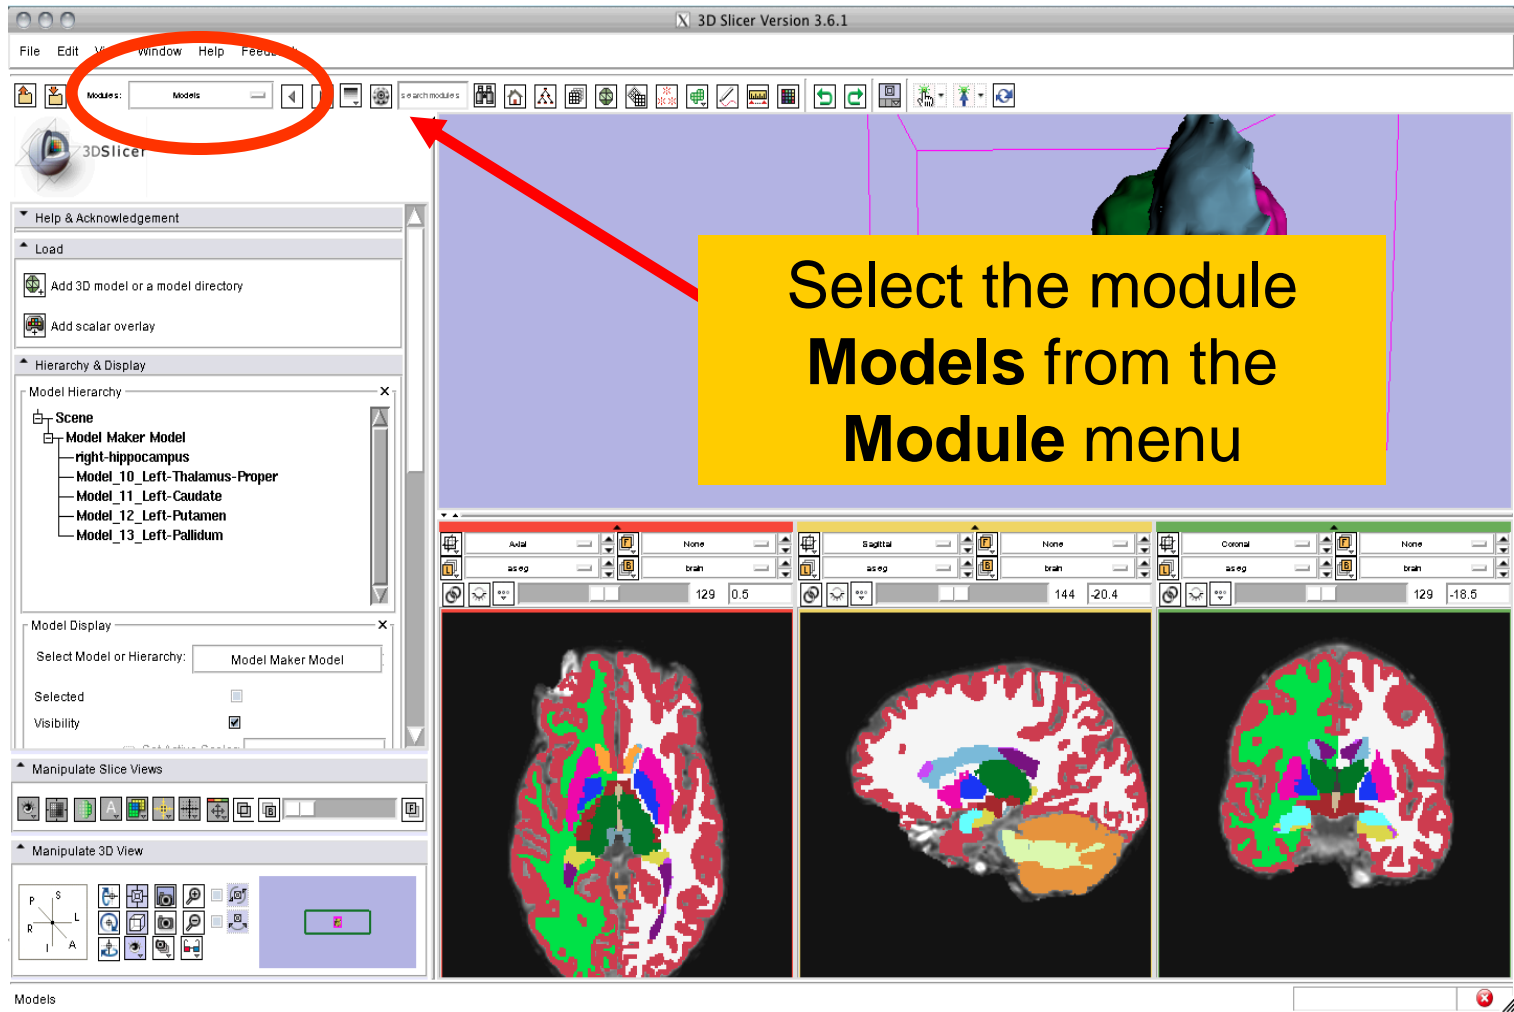 3D Slicer Version 3.6.1
File Edit Window Help
Modules: Models search modules
3DSlicer
Help & Acknowledgement
Load
Add 3D model or a model directory
Add scalar overlay
Hierarchy & Display
Model Hierarchy
Scene
Model Maker Model
right-hippocampus
Model_10_Left-Thalamus-Proper
Model_11_Left-Caudate
Model_12_Left-Putamen
Model_13_Left-Pallidum
Model Display
Select Model or Hierarchy: Model Maker Model
Selected
Visibility
Manipulate Slice Views
Manipulate 3D View
P S
R L
I A
Select the module
Models from the
Module menu
Axial None
aseg brain
129 0.5
Sagittal None
aseg brain
144 -20.4
Coronal None
aseg brain
129 -18.5
Models